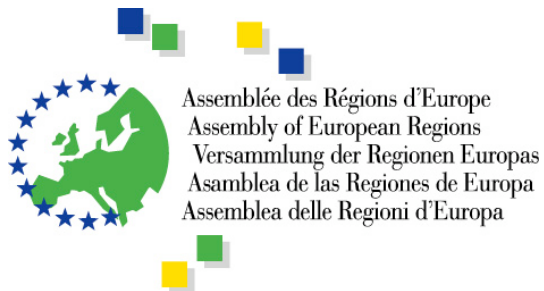 Assemblée des Régions d'Europe
Assembly of European Regions
Versammlung der Regionen Europas
Asamblea de las Regiones de Europa
Assemblea delle Regioni d'Europa